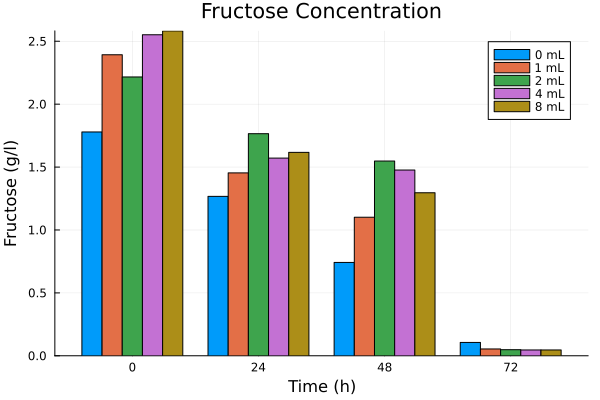 Fructose Concentration
Fructose (g/l)
2.5
2.0
1.5
1.0
0.5
0.0
0 mL
1 mL
2 mL
4 mL
8 mL
0 24 48 72
Time (h)